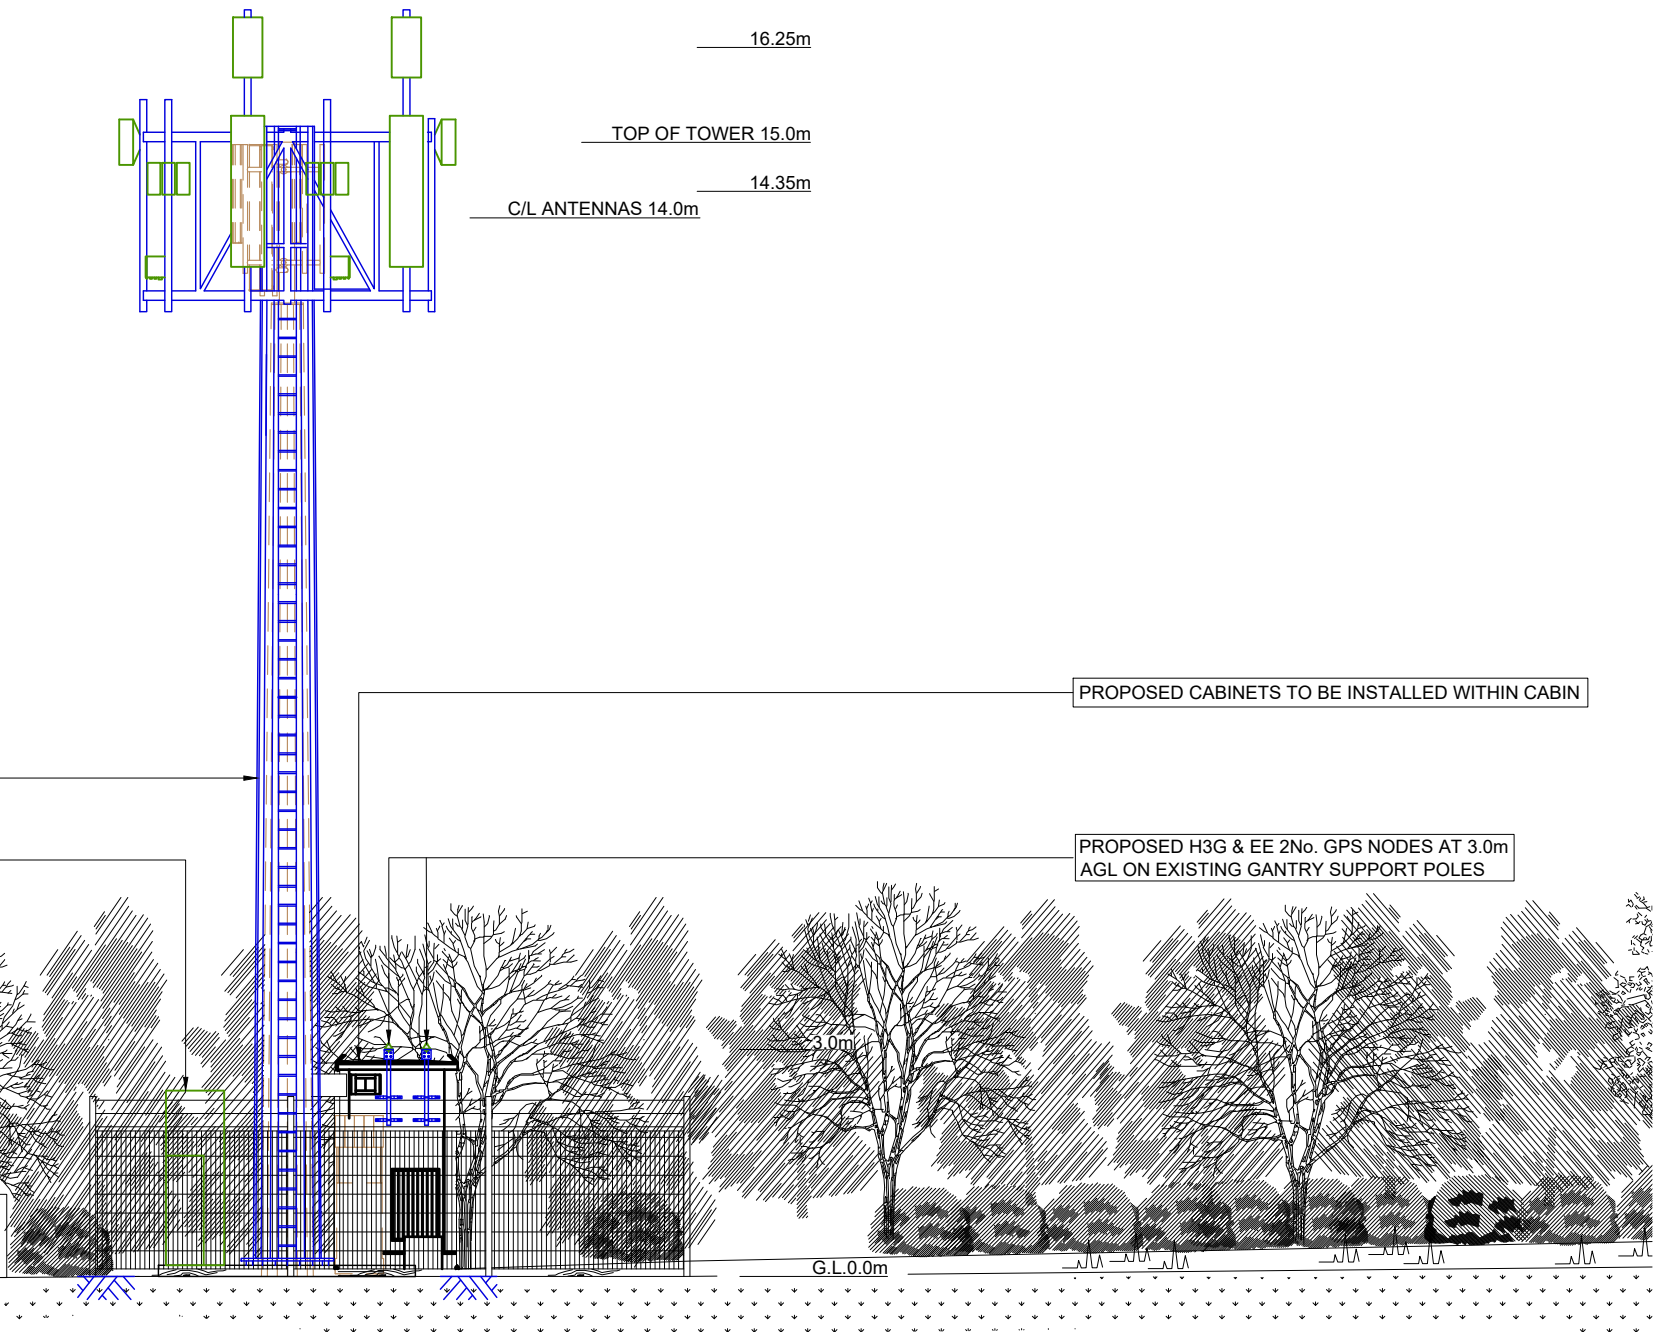 16.25m
TOP OF TOWER 15.0m
14.35m
C/L ANTENNAS 14.0m
PROPOSED CABINETS TO BE INSTALLED WITHIN CABIN
PROPOSED H3G & EE 2No. GPS NODES AT 3.0m
AGL ON EXISTING GANTRY SUPPORT POLES
3.0m
G.L.0.0m